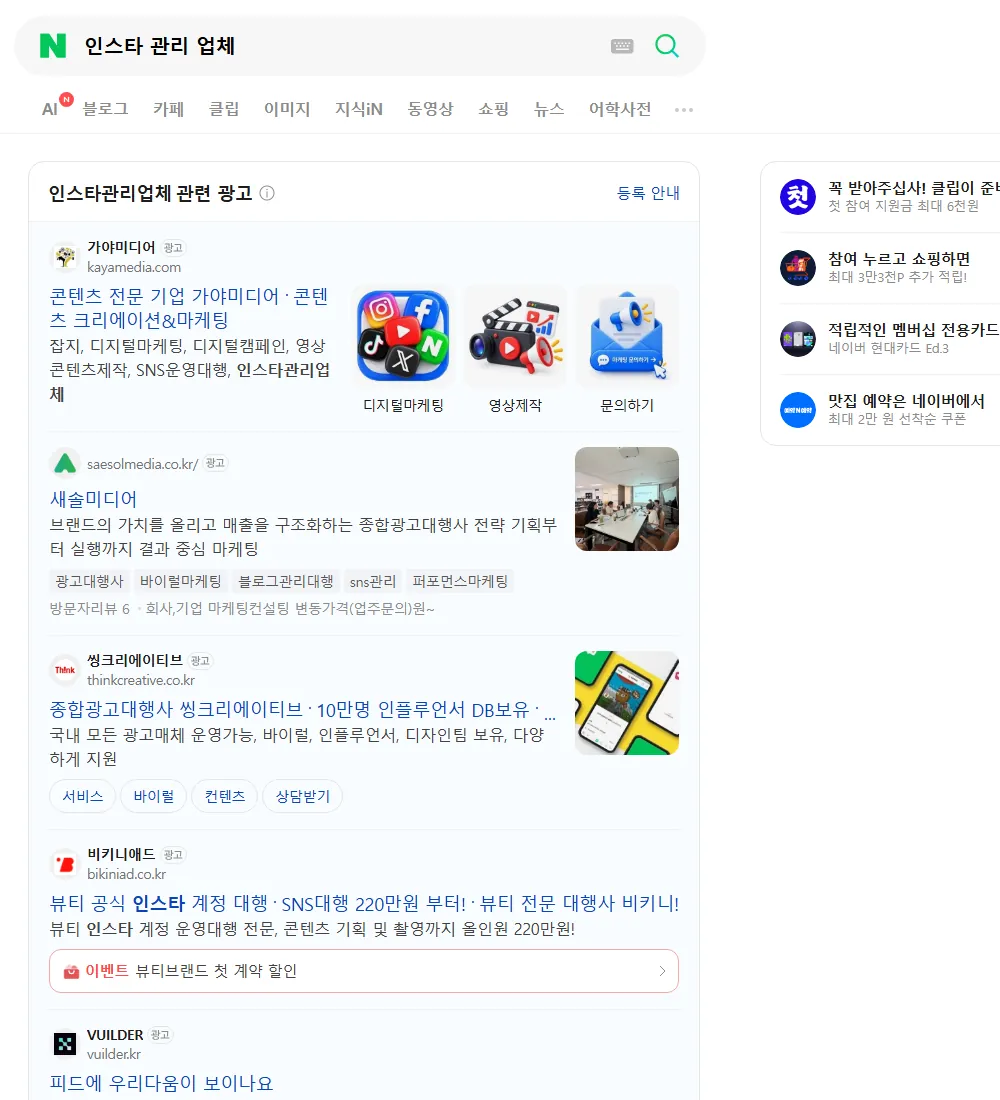 인스타 관리 업체
AI N 블로그 카페 클립 이미지 지식iN 동영상 쇼핑 뉴스 어학사전
인스타관리업체 관련 광고
등록 안내
가야미디어 광고
kayamedia.com
콘텐츠 전문 기업 가야미디어 · 콘텐
츠 크리에이션&마케팅
잡지, 디지털마케팅, 디지털캠페인, 영상
콘텐츠제작, SNS운영대행, 인스타관리업
체
마케팅 문의하기
디지털마케팅 영상제작 문의하기
saesolmedia.co.kr/ 광고
새솔미디어
브랜드의 가치를 올리고 매출을 구조화하는 종합광고대행사 전략 기획부
터 실행까지 결과 중심 마케팅
광고대행사 바이럴마케팅 블로그관리대행 sns관리 퍼포먼스마케팅
방문자리뷰 6 · 회사,기업 마케팅컨설팅 변동가격(업주문의)원~
Think
씽크리에이티브 광고
thinkcreative.co.kr
종합광고대행사 씽크리에이티브 · 10만명 인플루언서 DB보유 · ...
국내 모든 광고매체 운영가능, 바이럴, 인플루언서, 디자인팀 보유, 다양
하게 지원
서비스 바이럴 컨텐츠 상담받기
비키니애드 광고
bikiniad.co.kr
뷰티 공식 인스타 계정 대행 · SNS대행 220만원 부터! · 뷰티 전문 대행사 비키니!
뷰티 인스타 계정 운영대행 전문, 콘텐츠 기획 및 촬영까지 올인원 220만원!
이벤트 뷰티브랜드 첫 계약 할인
VUILDER 광고
vuilder.kr
피드에 우리다움이 보이나요
첫
꼭 받아주십사! 클립이 준비
첫 참여 지원금 최대 6천원
참여 누르고 쇼핑하면
최대 3만3천P 추가 적립!
적립적인 멤버십 전용카드
네이버 현대카드 Ed.3
맛집 예약은 네이버에서
최대 2만 원 선착순 쿠폰